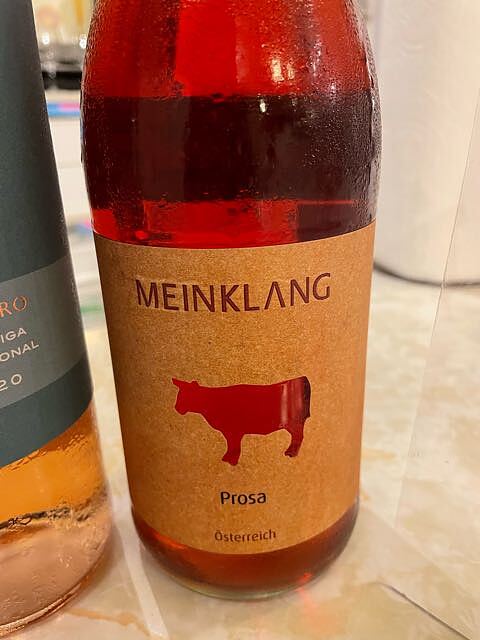 MEINKLANG
Prosa
Österreich
RO
IGA
ONAL
20